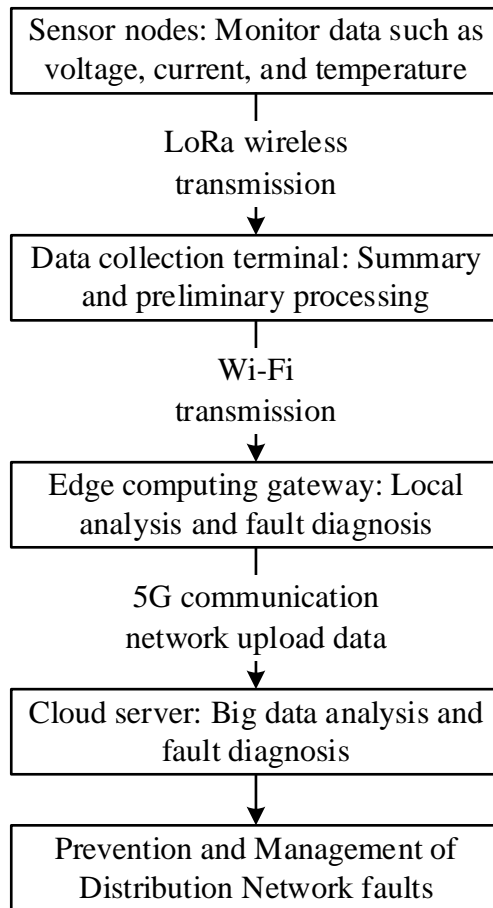 Sensor nodes: Monitor data such as
voltage, current, and temperature
LoRa wireless
transmission
Data collection terminal: Summary
and preliminary processing
Wi-Fi
transmission
Edge computing gateway: Local
analysis and fault diagnosis
5G communication
network upload data
Cloud server: Big data analysis and
fault diagnosis
Prevention and Management of
Distribution Network faults